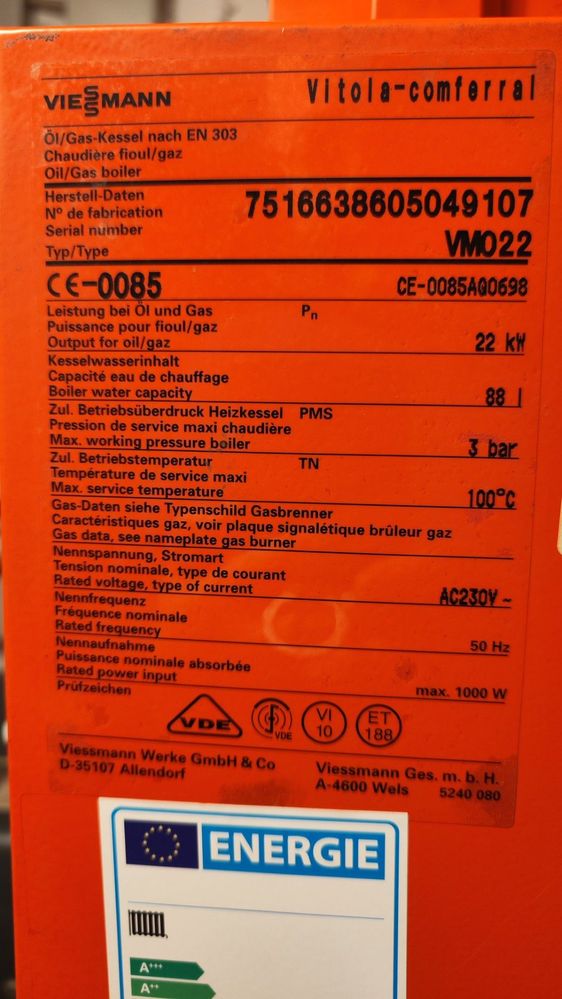 VIESSMANN Vitola-comferral
Öl/Gas-Kessel nach EN 303
Chaudière fioul/gaz
Oil/Gas boiler
Herstell-Daten
N° de fabrication 7516638605049107
Serial number
Typ/Type VM022
CE-0085 CE-0085AQ0698
Leistung bei Öl und Gas Pn
Puissance pour fioul/gaz
Output for oil/gaz 22 kW
Kesselwasserinhalt
Capacité eau de chauffage
Boiler water capacity 88 l
Zul. Betriebsüberdruck Heizkessel PMS
Pression de service maxi chaudière
Max. working pressure boiler 3 bar
Zul. Betriebstemperatur TN
Température de service maxi
Max. service temperature 100°C
Gas-Daten siehe Typenschild Gasbrenner
Caractéristiques gaz, voir plaque signalétique brûleur gaz
Gas data, see nameplate gas burner
Nennspannung, Stromart
Tension nominale, type de courant
Rated voltage, type of current AC230V~
Nennfrequenz
Fréquence nominale
Rated frequency 50 Hz
Nennaufnahme
Puissance nominale absorbée
Rated power input max. 1000 W
Prüfzeichen
VDE VDE VI 10 ET 188
Viessmann Werke GmbH & Co Viessmann Ges. m. b. H.
D-35107 Allendorf A-4600 Wels 5240 080
ENERGIE
A+++
A++